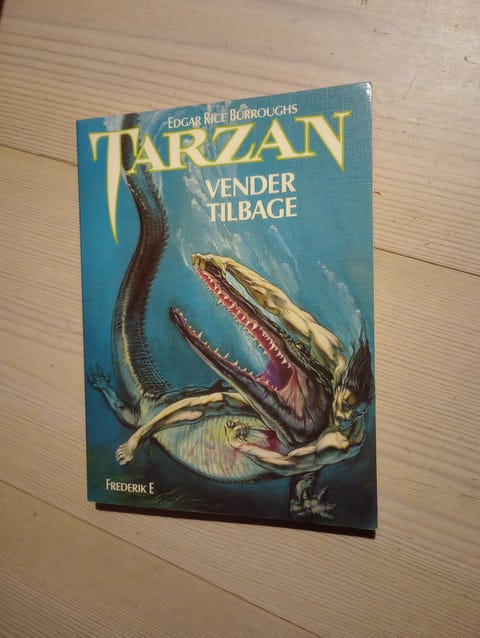 EDGAR RICE BURROUGHS
TARZAN
VENDER
TILBAGE
FREDERIK E